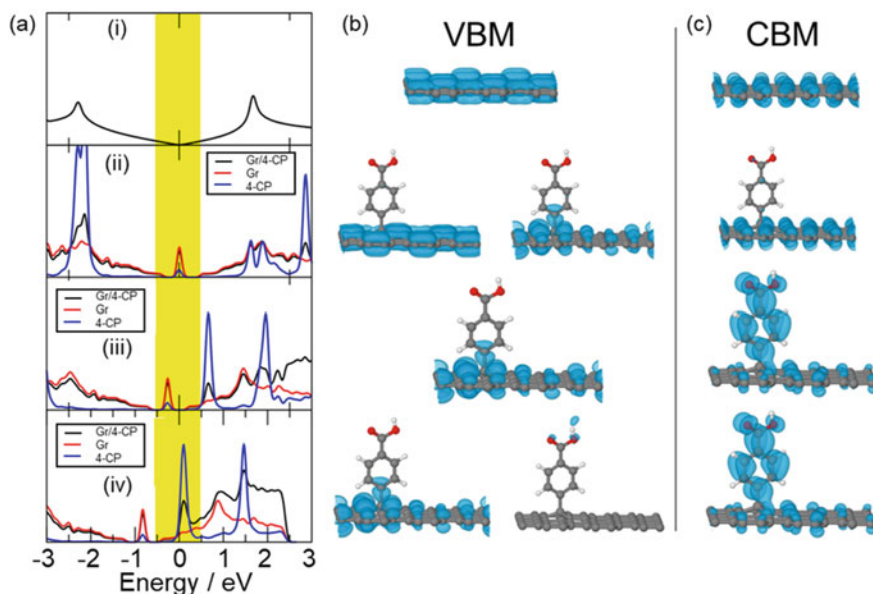 (a)
(i)
(ii)
Gr/4-CP
Gr
4-CP
(iii)
Gr/4-CP
Gr
4-CP
(iv)
Gr/4-CP
Gr
4-CP
-3 -2 -1 0 1 2 3
Energy / eV
(b) VBM
(c) CBM